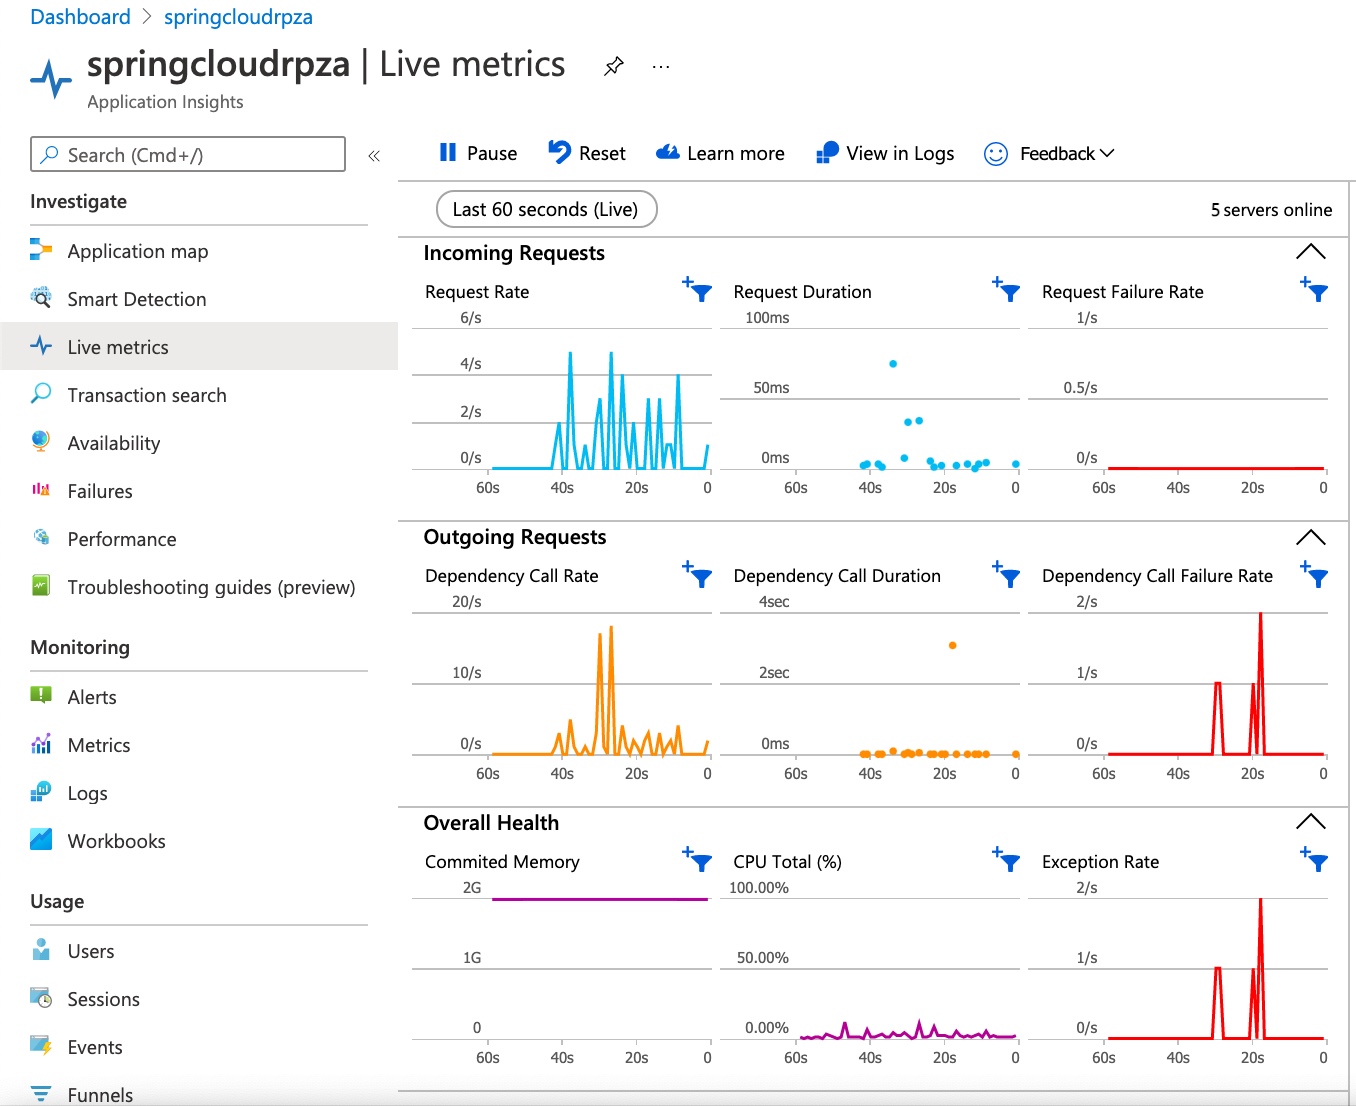 Dashboard > springcloudrpza
springcloudrpza | Live metrics ...
Application Insights
Search (Cmd+/) «
Investigate
Application map
Smart Detection
Live metrics
Transaction search
Availability
Failures
Performance
Troubleshooting guides (preview)
Monitoring
Alerts
Metrics
Logs
Workbooks
Usage
Users
Sessions
Events
Funnels
Pause Reset Learn more View in Logs Feedback
Last 60 seconds (Live) 5 servers online
Incoming Requests
Request Rate
6/s
4/s
2/s
0/s
60s 40s 20s 0
Request Duration
100ms
50ms
0ms
60s 40s 20s 0
Request Failure Rate
1/s
0.5/s
0/s
60s 40s 20s 0
Outgoing Requests
Dependency Call Rate
20/s
10/s
0/s
60s 40s 20s 0
Dependency Call Duration
4sec
2sec
0ms
60s 40s 20s 0
Dependency Call Failure Rate
2/s
1/s
0/s
60s 40s 20s 0
Overall Health
Commited Memory
2G
1G
0
60s 40s 20s 0
CPU Total (%)
100.00%
50.00%
0.00%
60s 40s 20s 0
Exception Rate
2/s
1/s
0/s
60s 40s 20s 0